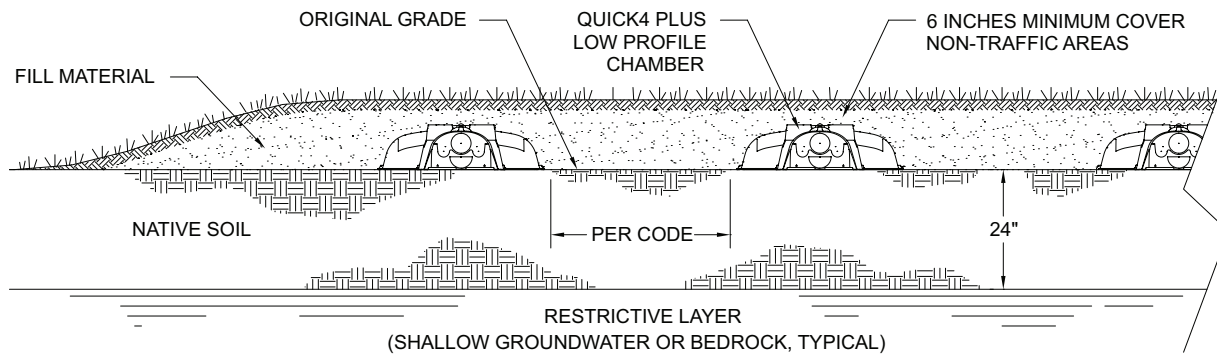 ORIGINAL GRADE
QUICK4 PLUS
LOW PROFILE
CHAMBER
6 INCHES MINIMUM COVER
NON-TRAFFIC AREAS
FILL MATERIAL
NATIVE SOIL
PER CODE
24"
RESTRICTIVE LAYER
(SHALLOW GROUNDWATER OR BEDROCK, TYPICAL)